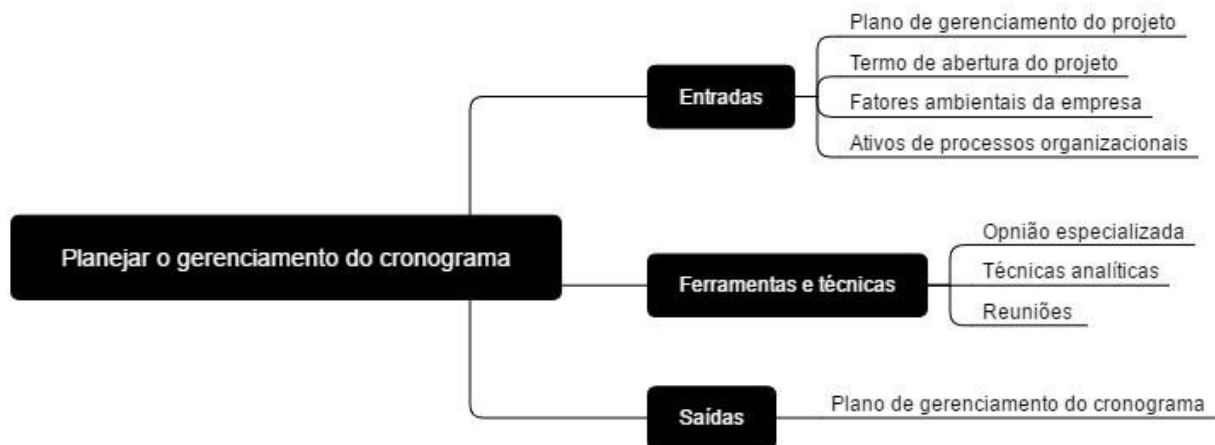 Planejar o gerenciamento do cronograma
Entradas
Plano de gerenciamento do projeto
Termo de abertura do projeto
Fatores ambientais da empresa
Ativos de processos organizacionais
Ferramentas e técnicas
Opnião especializada
Técnicas analíticas
Reuniões
Saídas
Plano de gerenciamento do cronograma